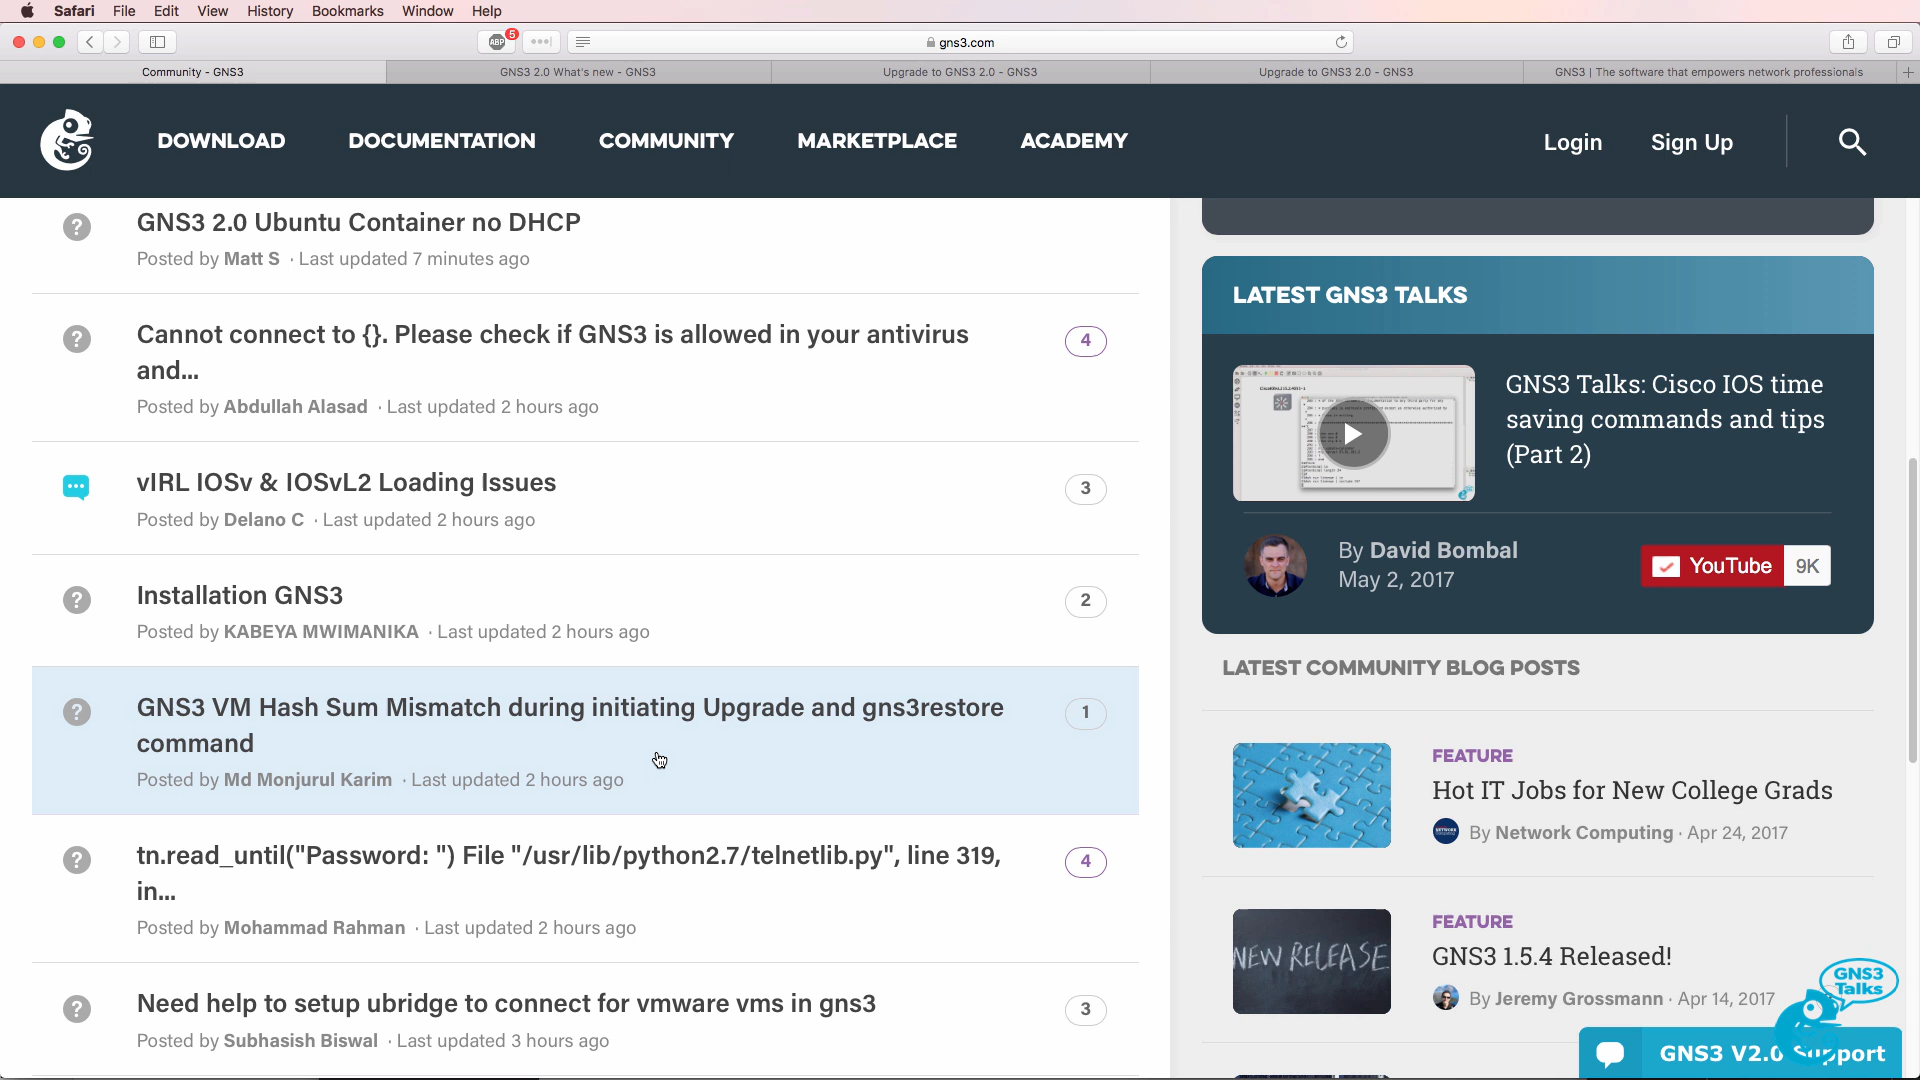 Safari File Edit View History Bookmarks Window Help
ABP 5
gns3.com
Community - GNS3
GNS3 2.0 What's new - GNS3
Upgrade to GNS3 2.0 - GNS3
Upgrade to GNS3 2.0 - GNS3
GNS3 | The software that empowers network professionals
DOWNLOAD DOCUMENTATION COMMUNITY MARKETPLACE ACADEMY
Login Sign Up
GNS3 2.0 Ubuntu Container no DHCP
Posted by Matt S · Last updated 7 minutes ago
Cannot connect to {}. Please check if GNS3 is allowed in your antivirus
and...
4
Posted by Abdullah Alasad · Last updated 2 hours ago
vIRL IOSv & IOSvL2 Loading Issues
3
Posted by Delano C · Last updated 2 hours ago
Installation GNS3
2
Posted by KABEYA MWIMANIKA · Last updated 2 hours ago
GNS3 VM Hash Sum Mismatch during initiating Upgrade and gns3restore
command
1
Posted by Md Monjurul Karim · Last updated 2 hours ago
tn.read_until("Password: ") File "/usr/lib/python2.7/telnetlib.py", line 319,
in...
4
Posted by Mohammad Rahman · Last updated 2 hours ago
Need help to setup ubridge to connect for vmware vms in gns3
3
Posted by Subhasish Biswal · Last updated 3 hours ago
LATEST GNS3 TALKS
GNS3 Talks: Cisco IOS time
saving commands and tips
(Part 2)
By David Bombal
May 2, 2017
YouTube 9K
LATEST COMMUNITY BLOG POSTS
FEATURE
Hot IT Jobs for New College Grads
By Network Computing · Apr 24, 2017
NEW RELEASE
FEATURE
GNS3 1.5.4 Released!
By Jeremy Grossmann · Apr 14, 2017
GNS3
Talks
GNS3 V2.0 Support